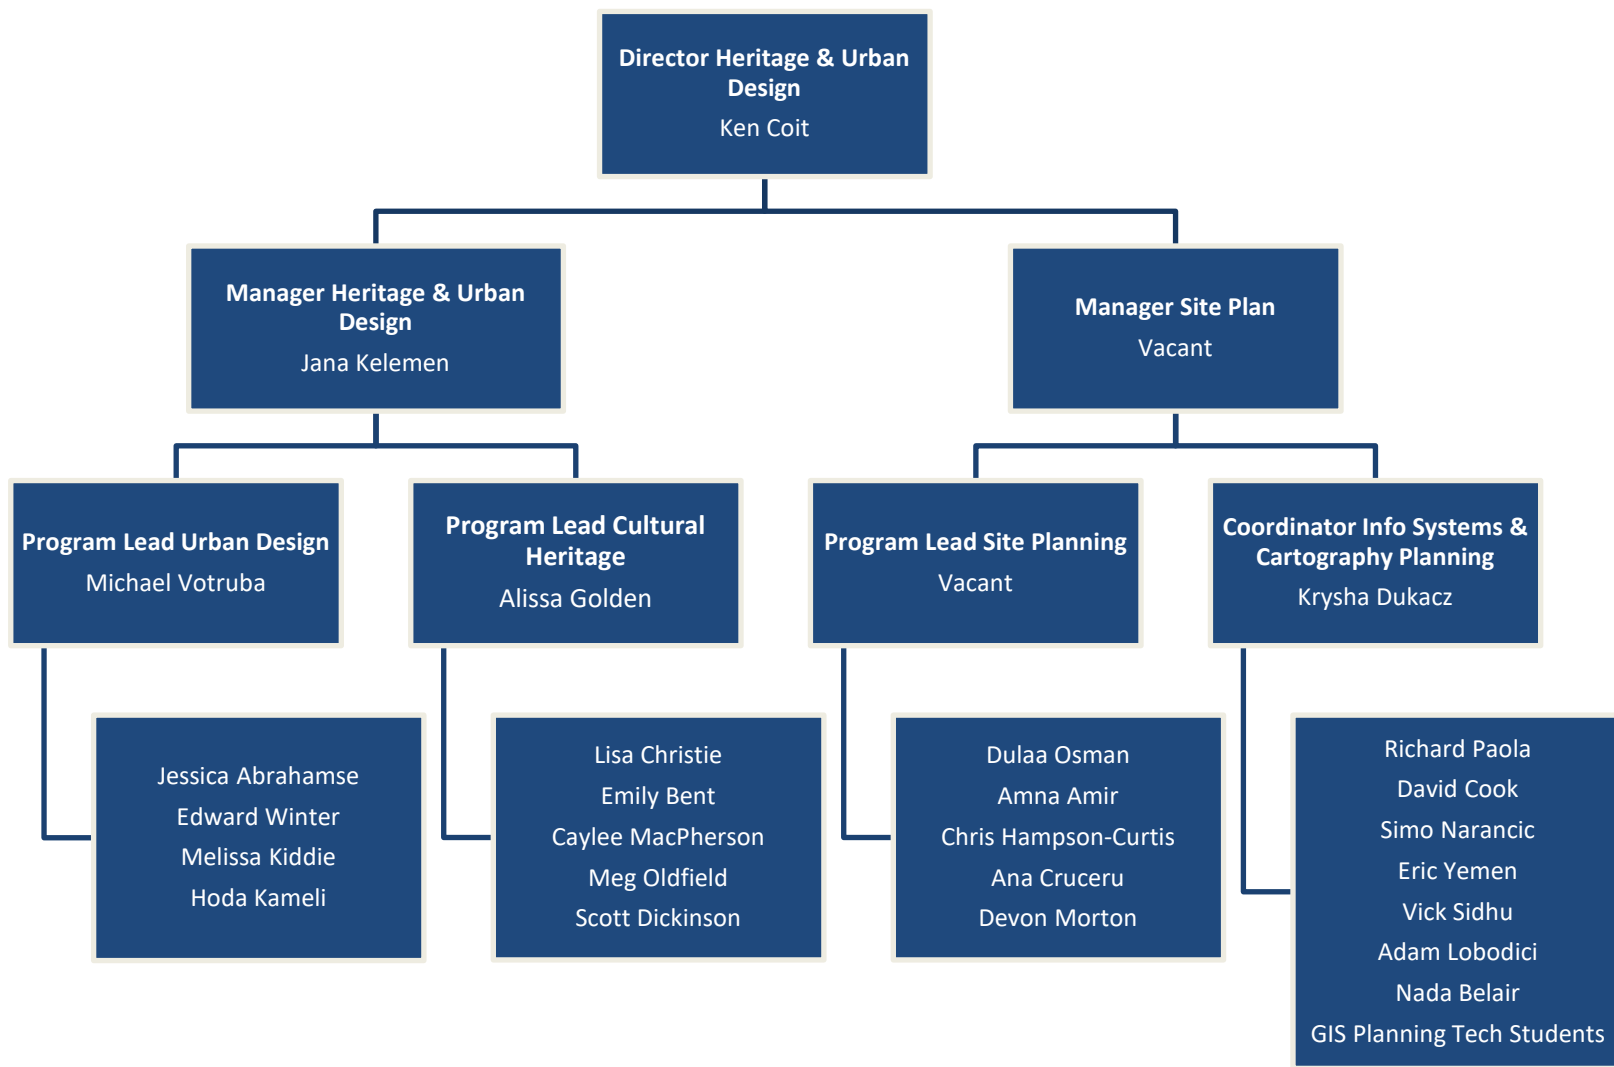 Director Heritage & Urban
Design
Ken Coit
Manager Heritage & Urban
Design
Jana Kelemen
Manager Site Plan
Vacant
Program Lead Urban Design
Michael Votruba
Program Lead Cultural
Heritage
Alissa Golden
Program Lead Site Planning
Vacant
Coordinator Info Systems &
Cartography Planning
Krysha Dukacz
Jessica Abrahamse
Edward Winter
Melissa Kiddie
Hoda Kameli
Lisa Christie
Emily Bent
Caylee MacPherson
Meg Oldfield
Scott Dickinson
Dulaa Osman
Amna Amir
Chris Hampson-Curtis
Ana Cruceru
Devon Morton
Richard Paola
David Cook
Simo Narancic
Eric Yemen
Vick Sidhu
Adam Lobodici
Nada Belair
GIS Planning Tech Students